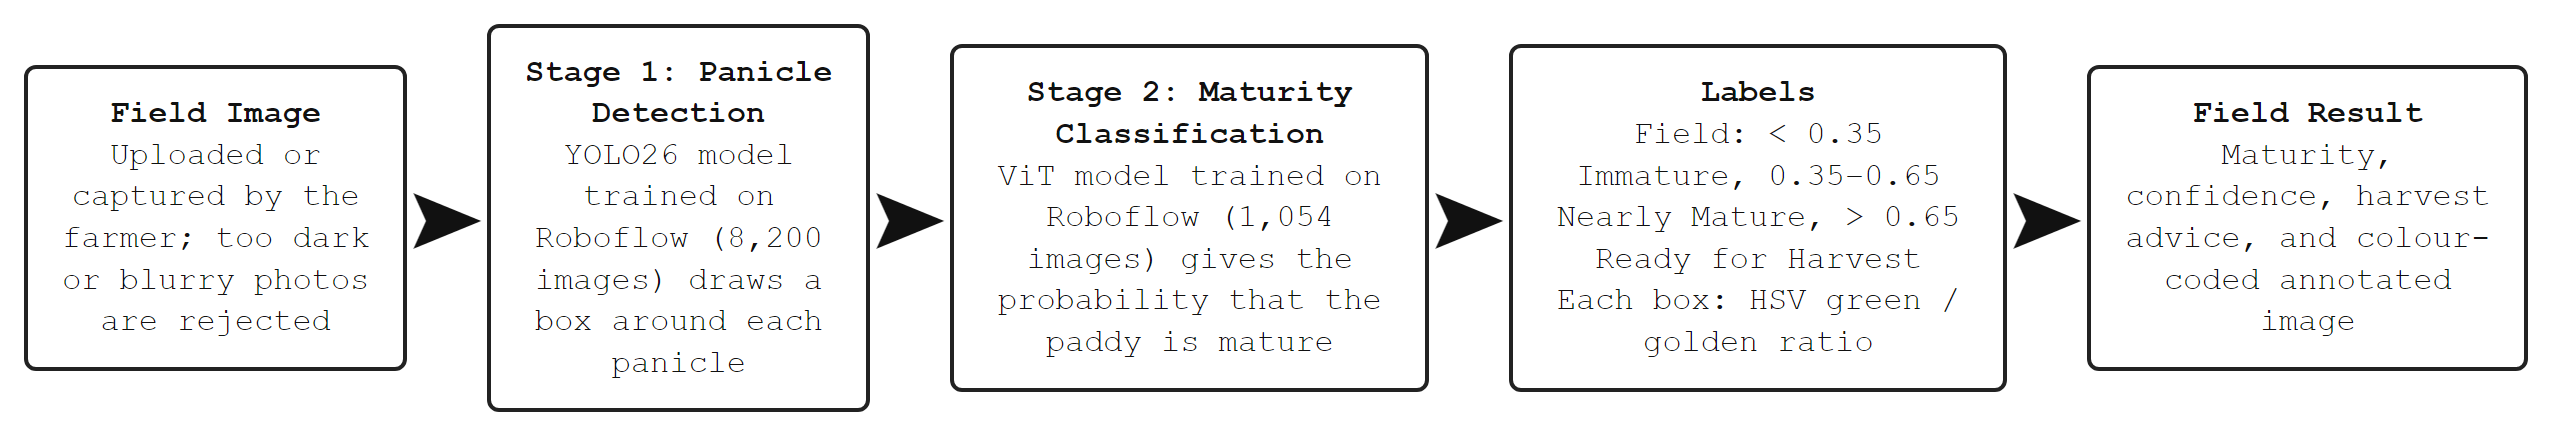 Field Image
Uploaded or
captured by the
farmer; too dark
or blurry photos
are rejected
Stage 1: Panicle
Detection
YOLO26 model
trained on
Roboflow (8,200
images) draws a
box around each
panicle
Stage 2: Maturity
Classification
ViT model trained on
Roboflow (1,054
images) gives the
probability that the
paddy is mature
Labels
Field: < 0.35
Immature, 0.35–0.65
Nearly Mature, > 0.65
Ready for Harvest
Each box: HSV green /
golden ratio
Field Result
Maturity,
confidence, harvest
advice, and colour-
coded annotated
image